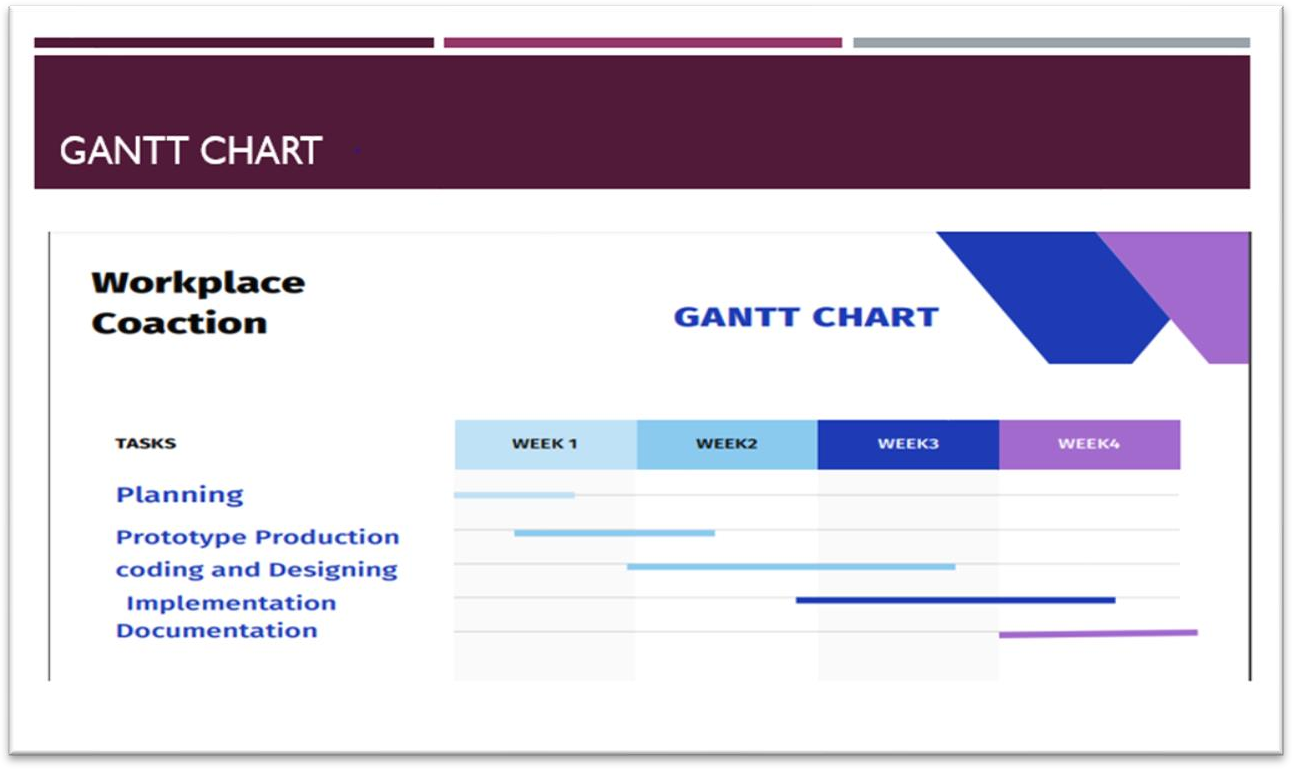 GANTT CHART
Workplace
Coaction
GANTT CHART
TASKS WEEK 1 WEEK2 WEEK3 WEEK4
Planning
Prototype Production
coding and Designing
Implementation
Documentation